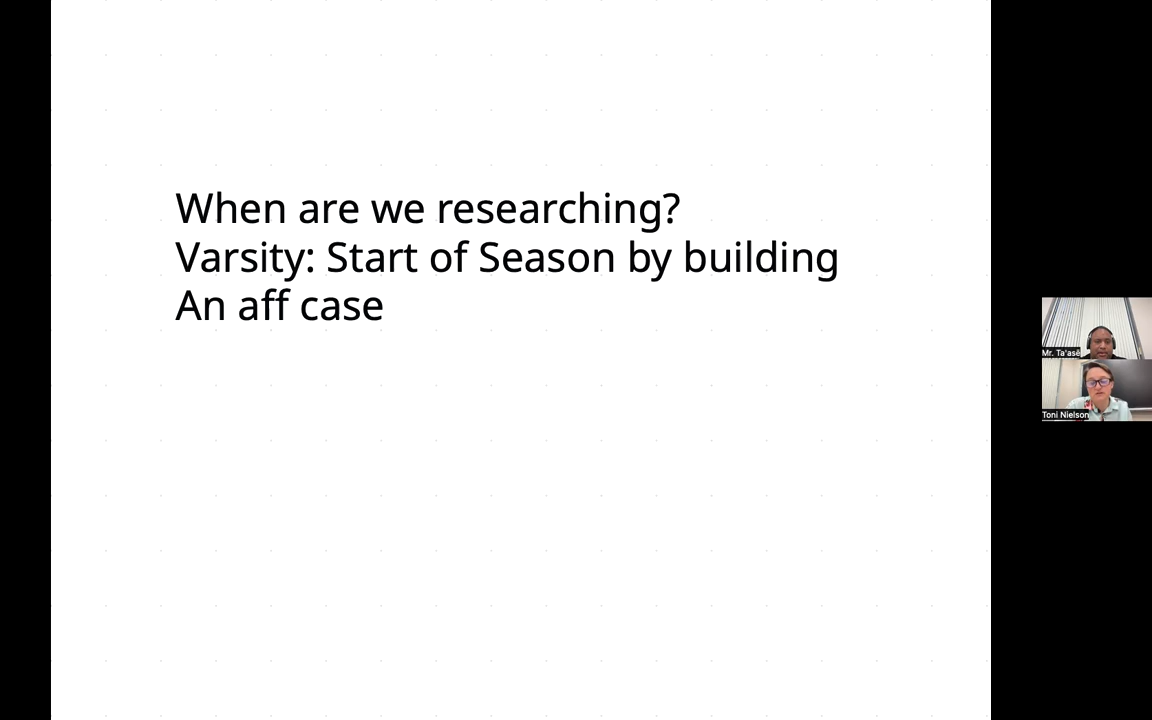 When are we researching?
Varsity: Start of Season by building
An aff case
Mr. Ta'ase
Toni Nielson